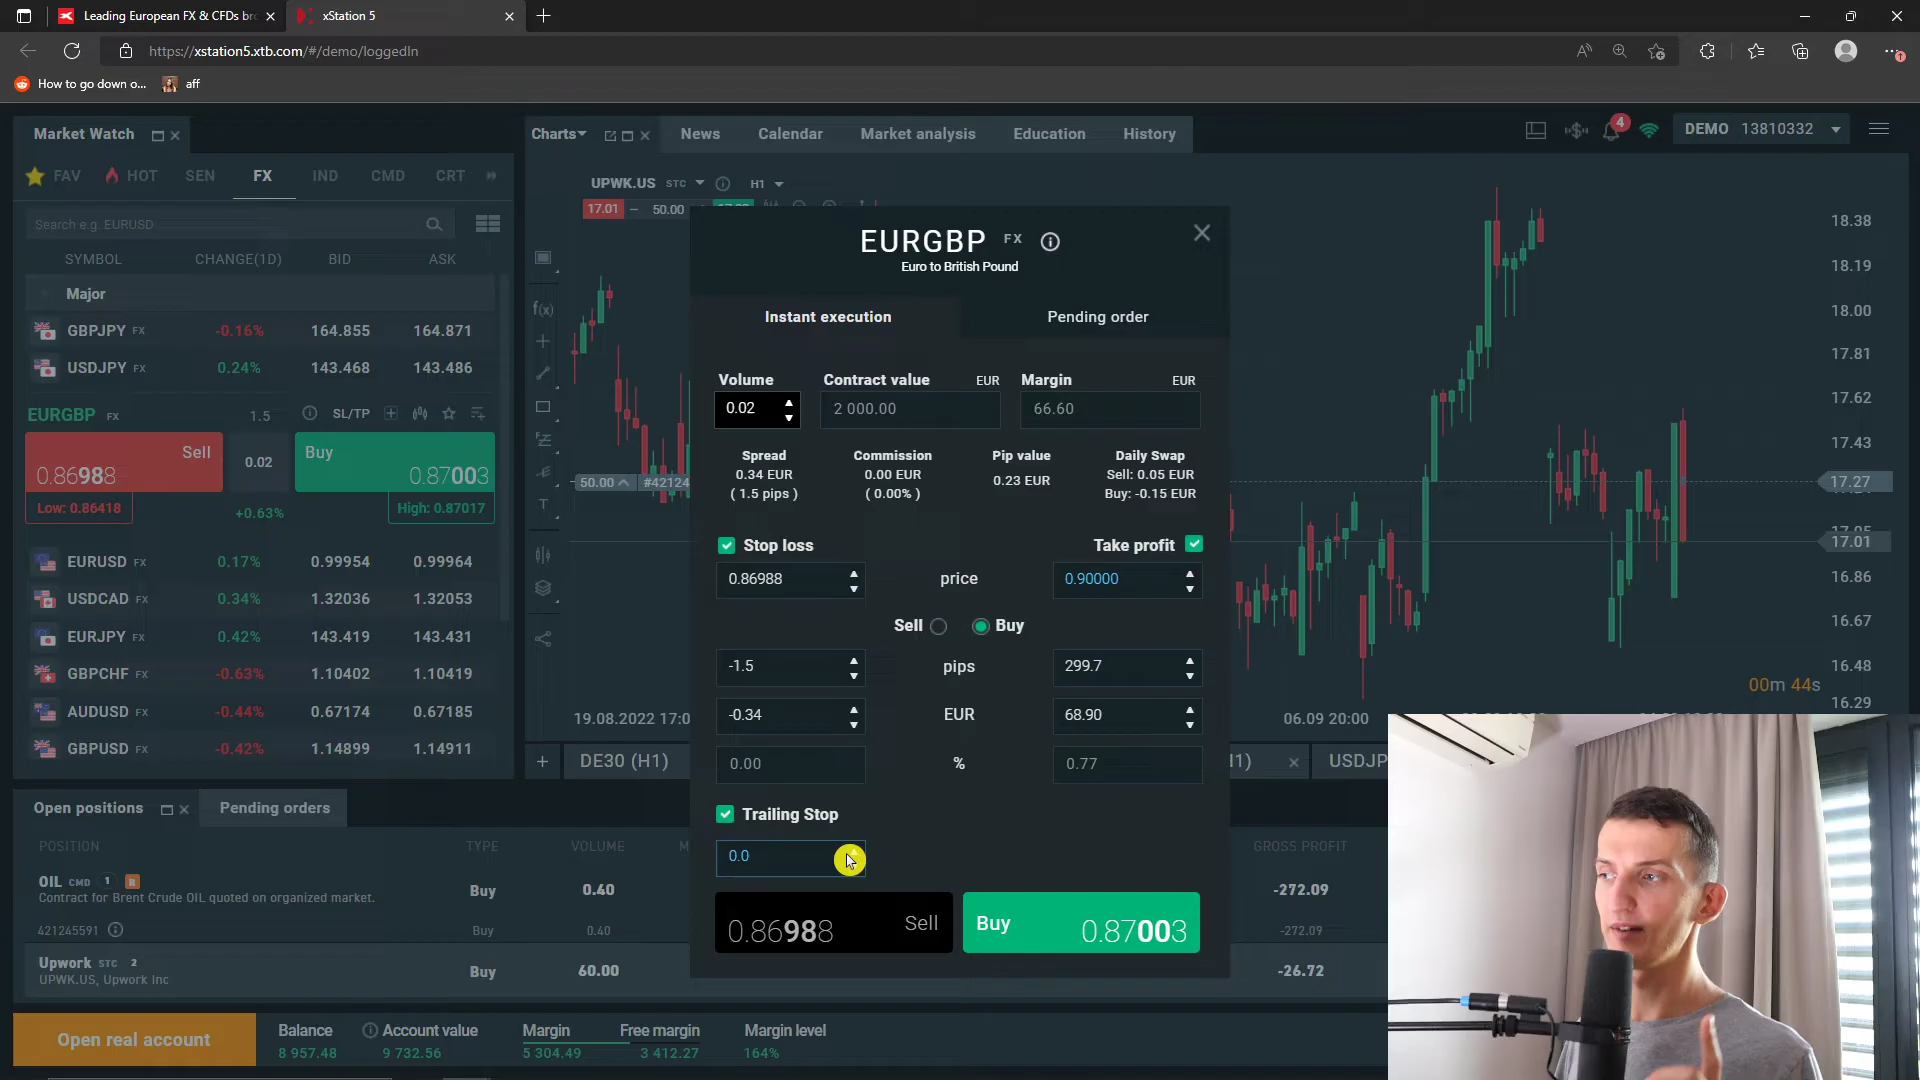 Leading European FX & CFDs bro
xStation 5
https://xstation5.xtb.com/#/demo/loggedIn
How to go down o...
aff
Market Watch
Charts
News
Calendar
Market analysis
Education
History
4
DEMO 13810332
FAV
HOT
SEN
FX
IND
CMD
CRT
Search e.g. EURUSD
SYMBOL CHANGE(1D) BID ASK
Major
GBPJPY FX -0.16% 164.855 164.871
USDJPY FX 0.24% 143.468 143.486
EURGBP FX 1.5 SL/TP
Sell
0.86988
0.02
Buy
0.87003
Low: 0.86418
+0.63%
High: 0.87017
EURUSD FX 0.17% 0.99954 0.99964
USDCAD FX 0.34% 1.32036 1.32053
EURJPY FX 0.42% 143.419 143.431
GBPCHF FX -0.63% 1.10402 1.10419
AUDUSD FX -0.44% 0.67174 0.67185
GBPUSD FX -0.42% 1.14899 1.14911
UPWK.US STC H1
17.01 50.00
50.00 #42124
19.08.2022 17:0
06.09 20:00
00m 44s
18.38
18.19
18.00
17.81
17.62
17.43
17.27
17.05
17.01
16.86
16.67
16.48
16.29
DE30 (H1)
H1)
USDJP
EURGBP FX
Euro to British Pound
Instant execution
Pending order
Volume
Contract value EUR
Margin EUR
0.02
2 000.00
66.60
Spread
0.34 EUR
( 1.5 pips )
Commission
0.00 EUR
( 0.00% )
Pip value
0.23 EUR
Daily Swap
Sell: 0.05 EUR
Buy: -0.15 EUR
Stop loss
Take profit
0.86988 price 0.90000
Sell Buy
-1.5 pips 299.7
-0.34 EUR 68.90
0.00 % 0.77
Trailing Stop
0.0
0.86988 Sell
Buy 0.87003
Open positions
Pending orders
POSITION TYPE VOLUME M GROSS PROFIT
OIL CMD 1 R Buy 0.40 -272.09
Contract for Brent Crude OIL quoted on organized market.
421245591 Buy 0.40 -272.09
Upwork STC 2 Buy 60.00 -26.72
UPWK.US, Upwork Inc
Open real account
Balance
8 957.48
Account value
9 732.56
Margin
5 304.49
Free margin
3 412.27
Margin level
164%